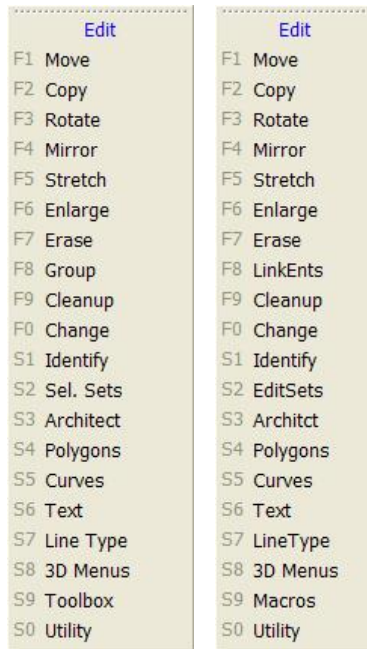 Edit
F1 Move
F2 Copy
F3 Rotate
F4 Mirror
F5 Stretch
F6 Enlarge
F7 Erase
F8 Group
F9 Cleanup
F0 Change
S1 Identify
S2 Sel. Sets
S3 Architect
S4 Polygons
S5 Curves
S6 Text
S7 Line Type
S8 3D Menus
S9 Toolbox
S0 Utility
Edit
F1 Move
F2 Copy
F3 Rotate
F4 Mirror
F5 Stretch
F6 Enlarge
F7 Erase
F8 LinkEnts
F9 Cleanup
F0 Change
S1 Identify
S2 EditSets
S3 Architct
S4 Polygons
S5 Curves
S6 Text
S7 LineType
S8 3D Menus
S9 Macros
S0 Utility